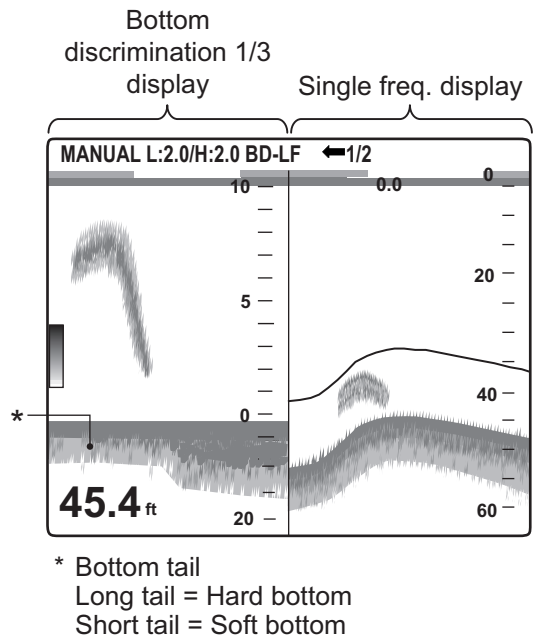 Bottom
discrimination 1/3
display
Single freq. display
MANUAL L:2.0/H:2.0 BD-LF ⬅1/2
10
0.0
0
5
20
0
40
*
45.4 ft
20
60
* Bottom tail
Long tail = Hard bottom
Short tail = Soft bottom